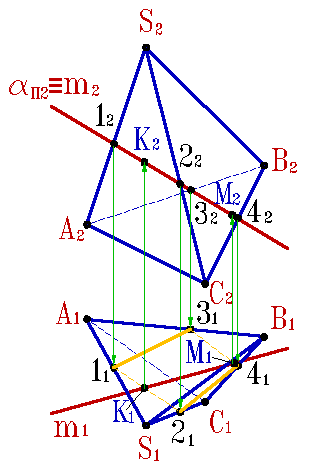 S₂
α_П2≡m₂
1₂
K₂
2₂
B₂
3₂
M₂
4₂
A₂
C₂
A₁
3₁
B₁
M₁
1₁
4₁
K₁
C₁
m₁
S₁
2₁